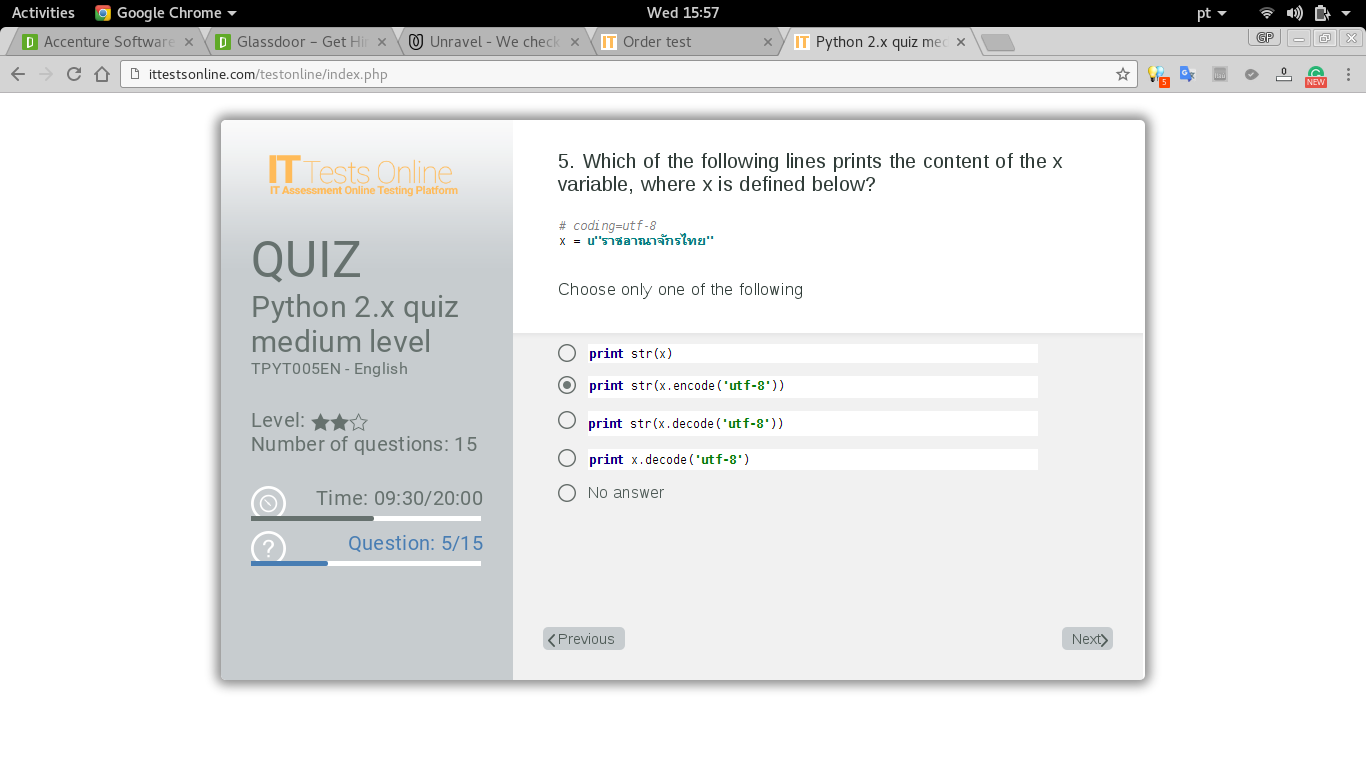 Activities Google Chrome Wed 15:57 pt
Accenture Software Glassdoor – Get Hi Unravel - We check Order test Python 2.x quiz med GP
ittestsonline.com/testonline/index.php 5 0 NEW
IT Tests Online
IT Assessment Online Testing Platform
QUIZ
Python 2.x quiz
medium level
TPYT005EN - English
Level:
Number of questions: 15
Time: 09:30/20:00
Question: 5/15
5. Which of the following lines prints the content of the x
variable, where x is defined below?
# coding=utf-8
x = u"ราชอาณาจักรไทย"
Choose only one of the following
print str(x)
print str(x.encode('utf-8'))
print str(x.decode('utf-8'))
print x.decode('utf-8')
No answer
Previous
Next